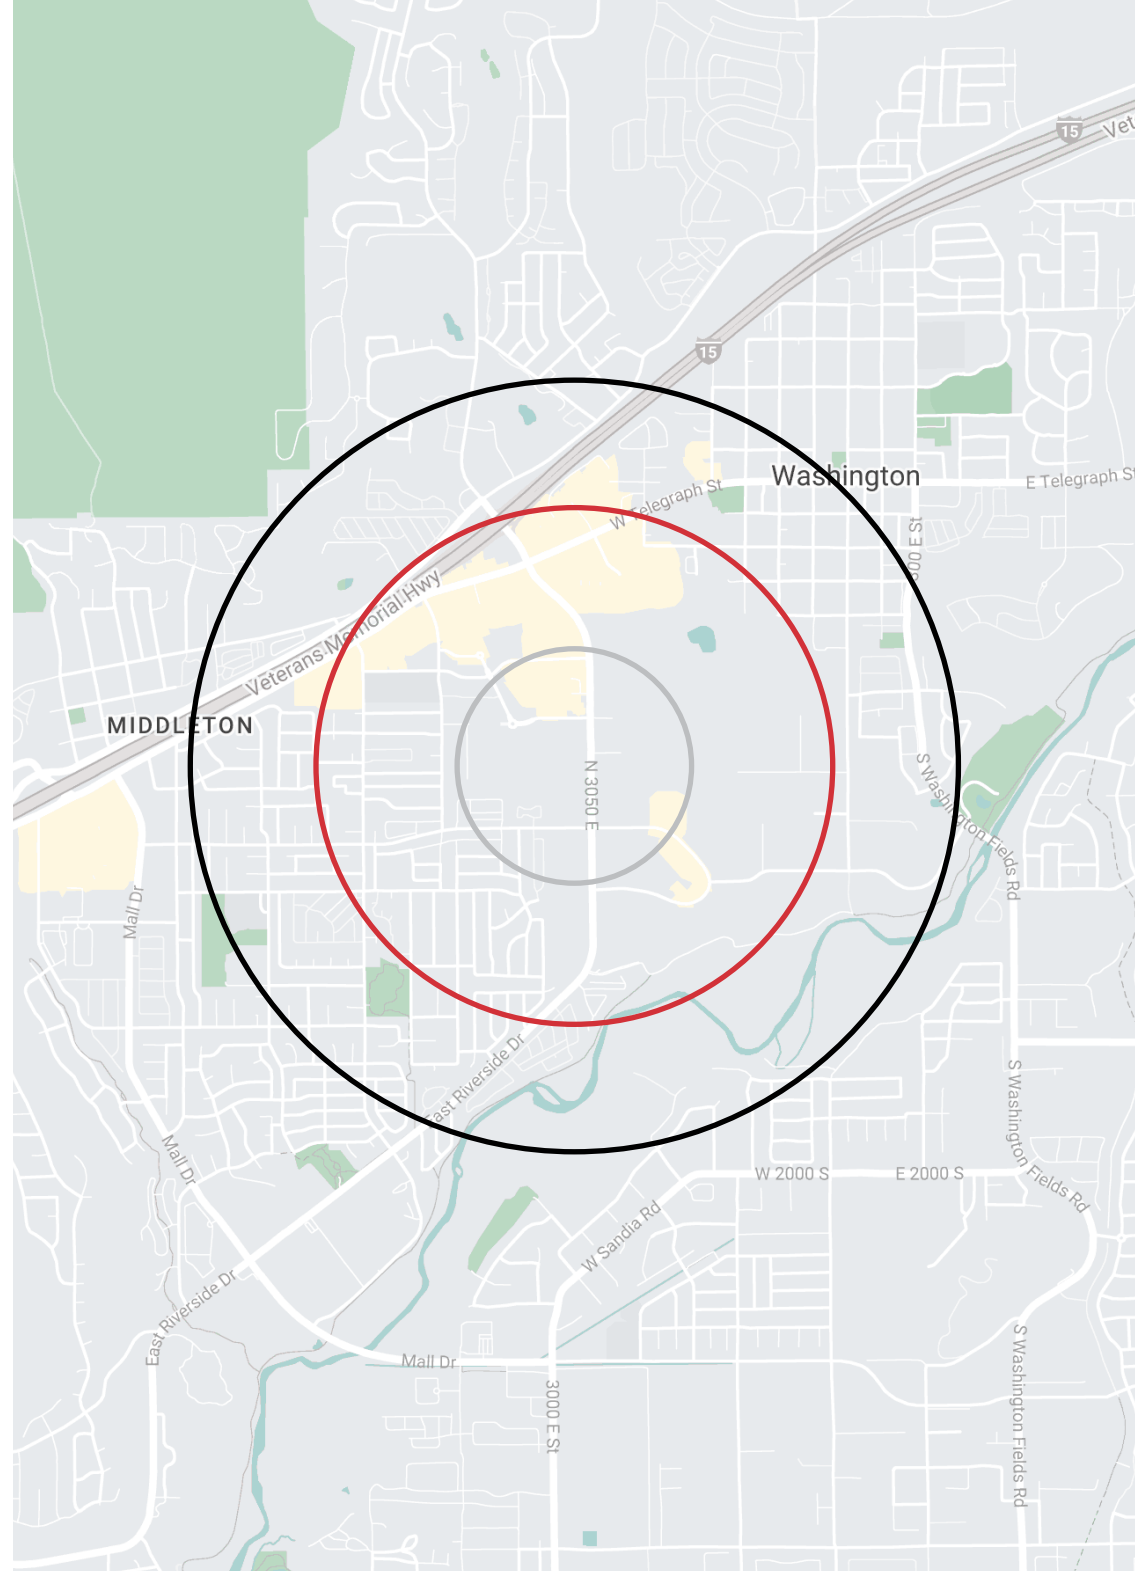 15
Vet
15
Washington
E Telegraph St
W Telegraph St
300 E St
Veterans Memorial Hwy
MIDDLETON
N 3050 E
S Washington Fields Rd
Mall Dr
East Riverside Dr
S Washington Fields Rd
Mall Dr
W 2000 S
E 2000 S
W Sandia Rd
East Riverside Dr
Mall Dr
3000 E St
S Washington Fields Rd